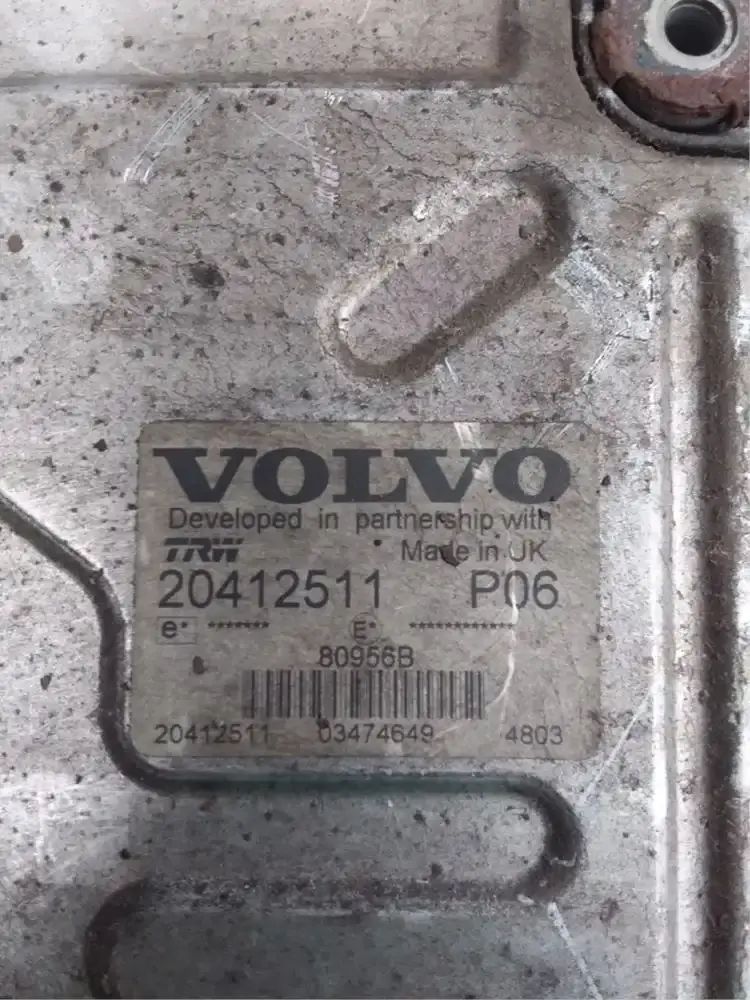 VOLVO
Developed in partnership with
TRW Made in UK
20412511 P06
e* ******* E* ************
80956B
20412511 03474649 4803